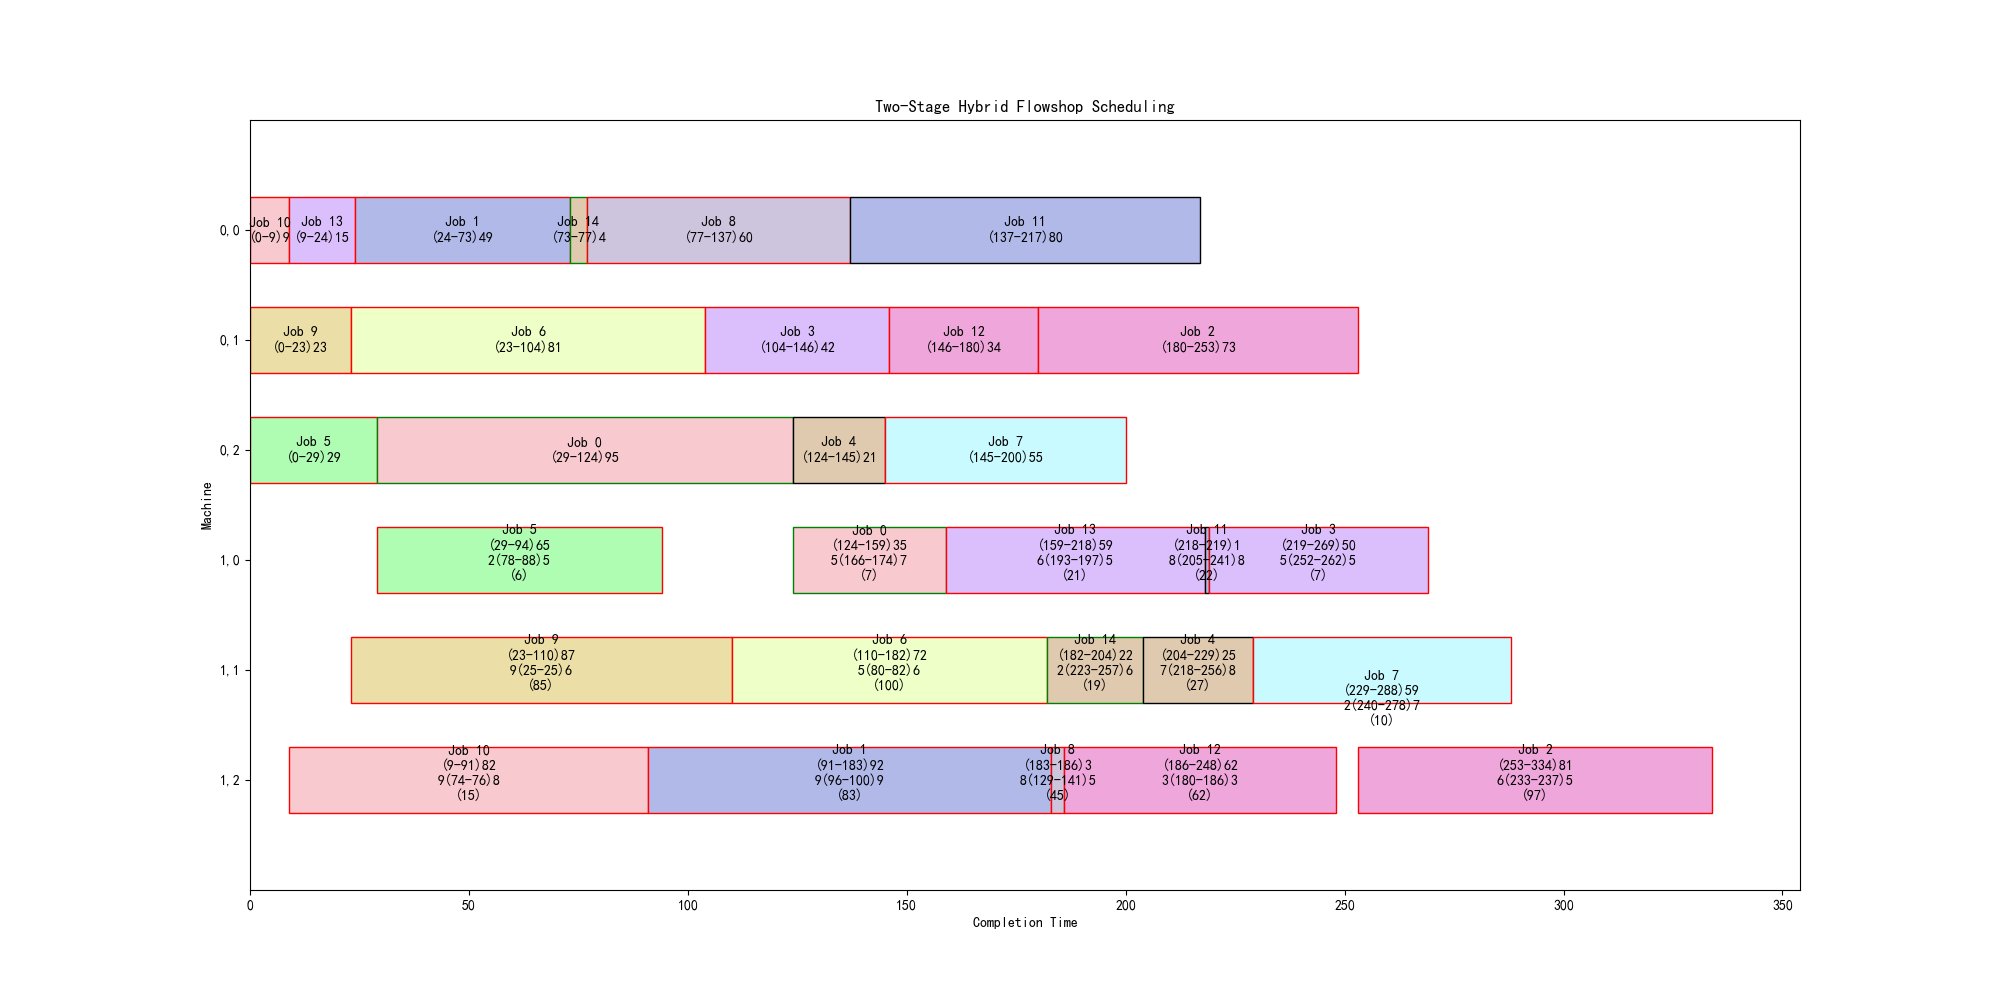 Two-Stage Hybrid Flowshop Scheduling
0,0
Job 10
(0-9)9
Job 13
(9-24)15
Job 1
(24-73)49
Job 14
(73-77)4
Job 8
(77-137)60
Job 11
(137-217)80
0,1
Job 9
(0-23)23
Job 6
(23-104)81
Job 3
(104-146)42
Job 12
(146-180)34
Job 2
(180-253)73
0,2
Job 5
(0-29)29
Job 0
(29-124)95
Job 4
(124-145)21
Job 7
(145-200)55
Machine
1,0
Job 5
(29-94)65
2(78-88)5
(6)
Job 0
(124-159)35
5(166-174)7
(7)
Job 13
(159-218)59
6(193-197)5
(21)
Job 11
(218-219)1
8(205-241)8
(22)
Job 3
(219-269)50
5(252-262)5
(7)
1,1
Job 9
(23-110)87
9(25-25)6
(85)
Job 6
(110-182)72
5(80-82)6
(100)
Job 14
(182-204)22
2(223-257)6
(19)
Job 4
(204-229)25
7(218-256)8
(27)
Job 7
(229-288)59
2(240-278)7
(10)
1,2
Job 10
(9-91)82
9(74-76)8
(15)
Job 1
(91-183)92
9(96-100)9
(83)
Job 8
(183-186)3
8(129-141)5
(45)
Job 12
(186-248)62
3(180-186)3
(62)
Job 2
(253-334)81
6(233-237)5
(97)
0 50 100 150 200 250 300 350
Completion Time